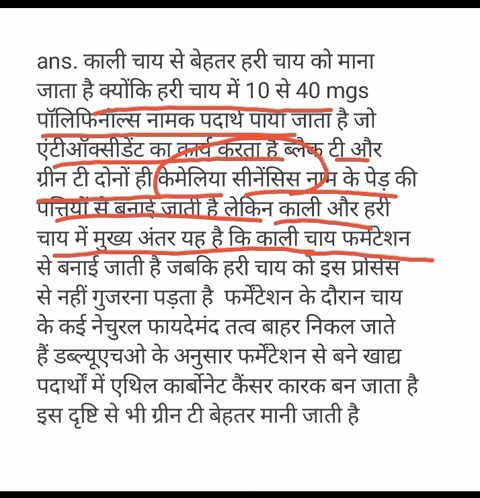 ans. काली चाय से बेहतर हरी चाय को माना
जाता है क्योंकि हरी चाय में 10 से 40 mgs
पॉलिफिनॉल्स नामक पदार्थ पाया जाता है जो
एंटीऑक्सीडेंट का कार्य करता है ब्लैक टी और
ग्रीन टी दोनों ही केमेलिया सीनेंसिस नाम के पेड़ की
पत्तियों से बनाई जाती है लेकिन काली और हरी
चाय में मुख्य अंतर यह है कि काली चाय फर्मेंटेशन
से बनाई जाती है जबकि हरी चाय को इस प्रोसेस
से नहीं गुजरना पड़ता है फर्मेंटेशन के दौरान चाय
के कई नेचुरल फायदेमंद तत्व बाहर निकल जाते
हैं डब्ल्यूएचओ के अनुसार फर्मेंटेशन से बने खाद्य
पदार्थों में एथिल कार्बोनेट कैंसर कारक बन जाता है
इस दृष्टि से भी ग्रीन टी बेहतर मानी जाती है